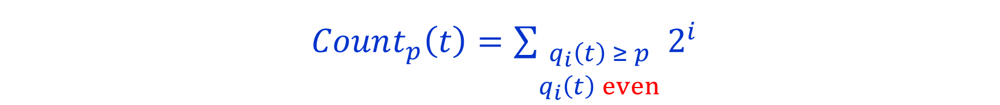 Count_p(t) = ∑ q_i(t) ≥ p 2^i
q_i(t) even